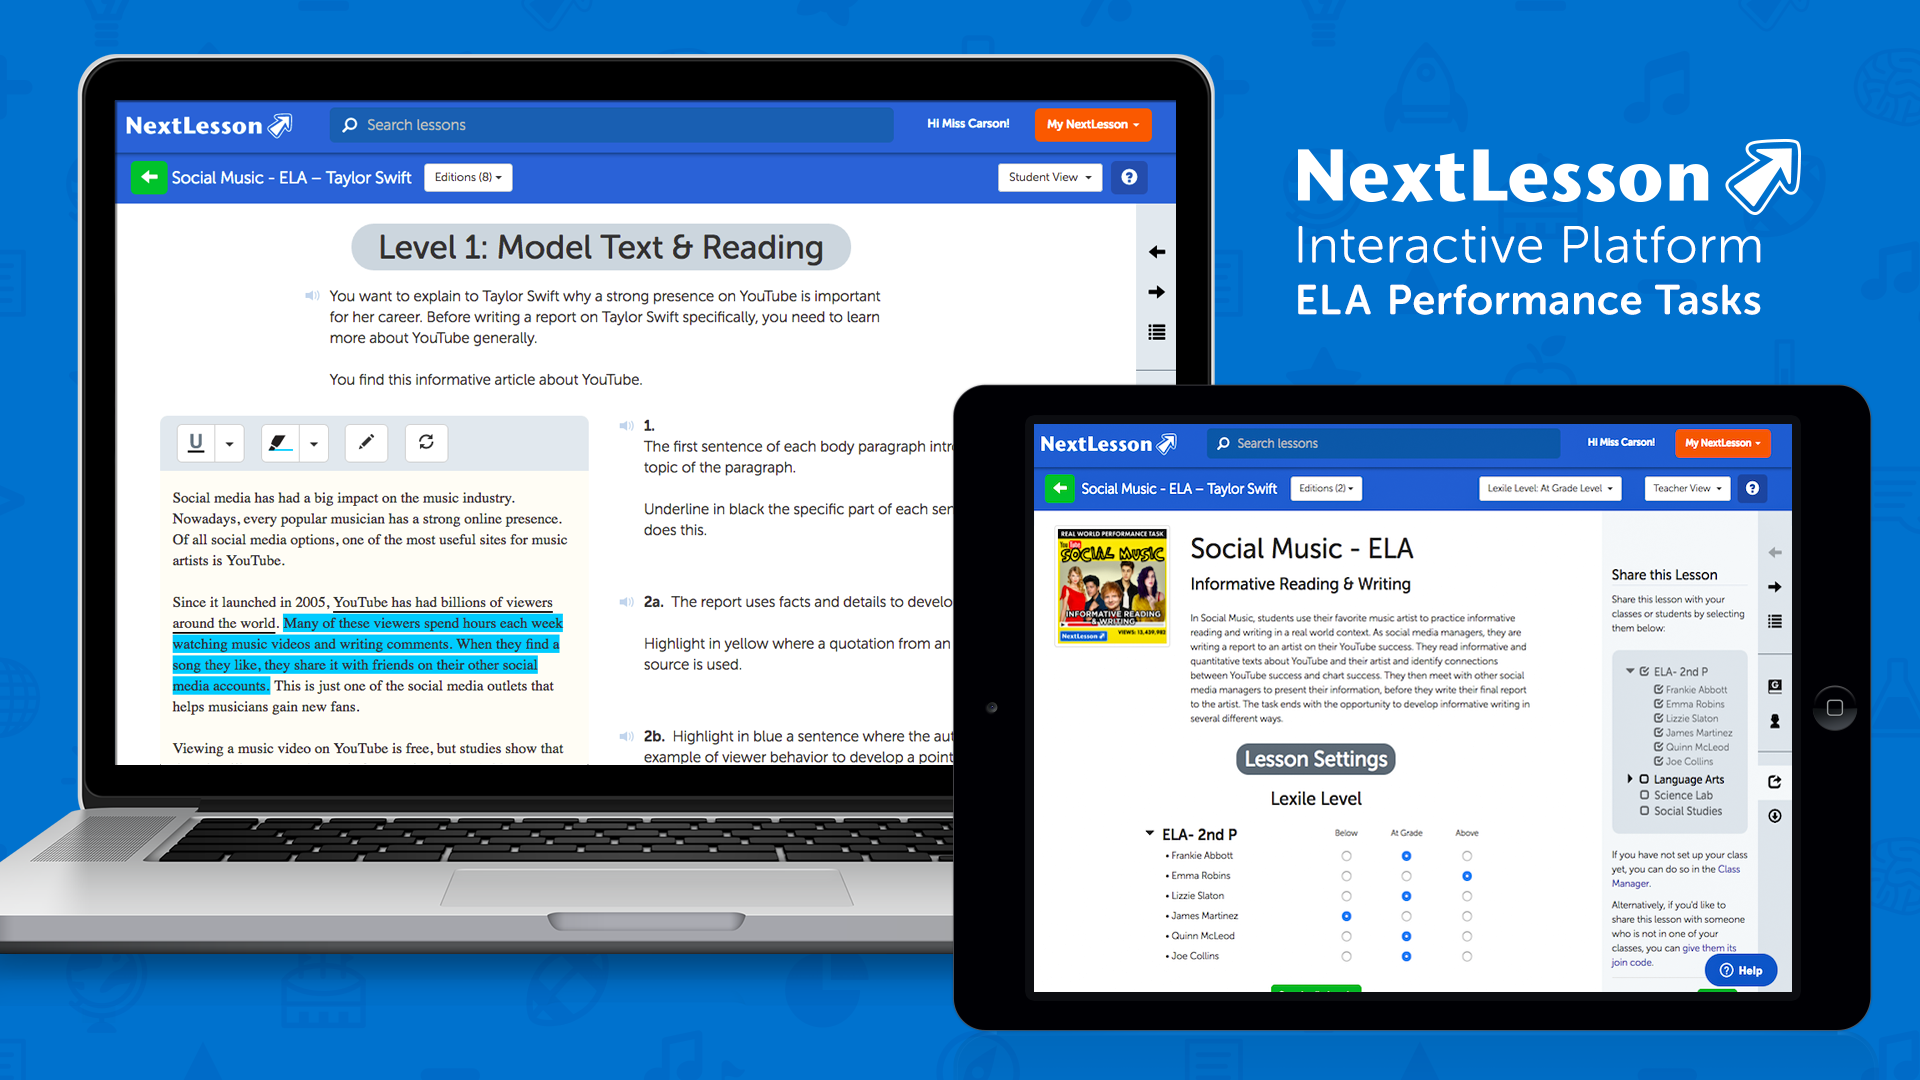 NextLesson
Search lessons
Hi Miss Carson!
My NextLesson
Social Music - ELA – Taylor Swift
Editions (8)
Student View
?
Level 1: Model Text & Reading
You want to explain to Taylor Swift why a strong presence on YouTube is important
for her career. Before writing a report on Taylor Swift specifically, you need to learn
more about YouTube generally.
You find this informative article about YouTube.
U
Social media has had a big impact on the music industry.
Nowadays, every popular musician has a strong online presence.
Of all social media options, one of the most useful sites for music
artists is YouTube.
Since it launched in 2005, YouTube has had billions of viewers
around the world. Many of these viewers spend hours each week
watching music videos and writing comments. When they find a
song they like, they share it with friends on their other social
media accounts. This is just one of the social media outlets that
helps musicians gain new fans.
Viewing a music video on YouTube is free, but studies show that
1.
The first sentence of each body paragraph intr
topic of the paragraph.
Underline in black the specific part of each sen
does this.
2a. The report uses facts and details to develo
Highlight in yellow where a quotation from an
source is used.
2b. Highlight in blue a sentence where the aut
example of viewer behavior to develop a point
NextLesson
Interactive Platform
ELA Performance Tasks
NextLesson
Search lessons
Hi Miss Carson!
My NextLesson
Social Music - ELA – Taylor Swift
Editions (2)
Lexile Level: At Grade Level
Teacher View
?
REAL WORLD PERFORMANCE TASK
YouTube
SOCIAL MUSIC
INFORMATIVE READING
& WRITING
NextLesson
VIEWS: 13,439,982
Social Music - ELA
Informative Reading & Writing
In Social Music, students use their favorite music artist to practice informative
reading and writing in a real world context. As social media managers, they are
writing a report to an artist on their YouTube success. They read informative and
quantitative texts about YouTube and their artist and identify connections
between YouTube success and chart success. They then meet with other social
media managers to present their information, before they write their final report
to the artist. The task ends with the opportunity to develop informative writing in
several different ways.
Lesson Settings
Lexile Level
ELA- 2nd P
Below
At Grade
Above
• Frankie Abbott
• Emma Robins
• Lizzie Slaton
• James Martinez
• Quinn McLeod
• Joe Collins
Share this Lesson
Share this lesson with your
classes or students by selecting
them below:
ELA- 2nd P
Frankie Abbott
Emma Robins
Lizzie Slaton
James Martinez
Quinn McLeod
Joe Collins
Language Arts
Science Lab
Social Studies
If you have not set up your class
yet, you can do so in the Class
Manager.
Alternatively, if you'd like to
share this lesson with someone
who is not in one of your
classes, you can give them its
join code.
? Help
G